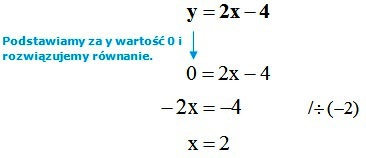 y = 2x − 4
Podstawiamy za y wartość 0 i
rozwiązujemy równanie.
0 = 2x − 4
− 2x = −4 /÷(−2)
x = 2